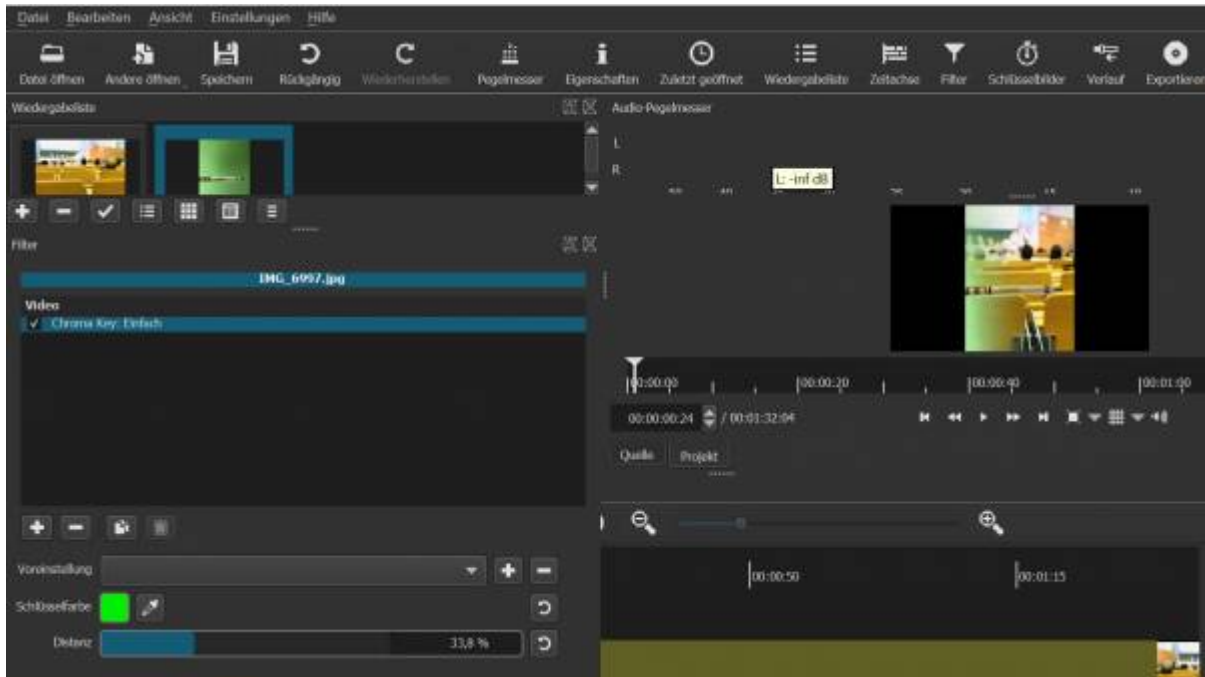 Datei Bearbeiten Ansicht Einstellungen Hilfe
Datei öffnen Andere öffnen Speichern Rückgängig Wiederherstellen Pegelmesser Eigenschaften Zuletzt geöffnet Wiedergabeliste Zeitachse Filter Schlüsselbilder Verlauf Exportieren
Wiedergabeliste
Audio-Pegelmesser
L
R
L: -inf dB
Filter
IMG_6997.jpg
Video
Chroma Key: Einfach
00:00:00 00:00:20 00:00:40 00:01:00
00:00:00:24 / 00:01:32:04
Quelle Projekt
Voreinstellung
Schlüsselfarbe
Distanz 33,8 %
00:00:50 00:01:15